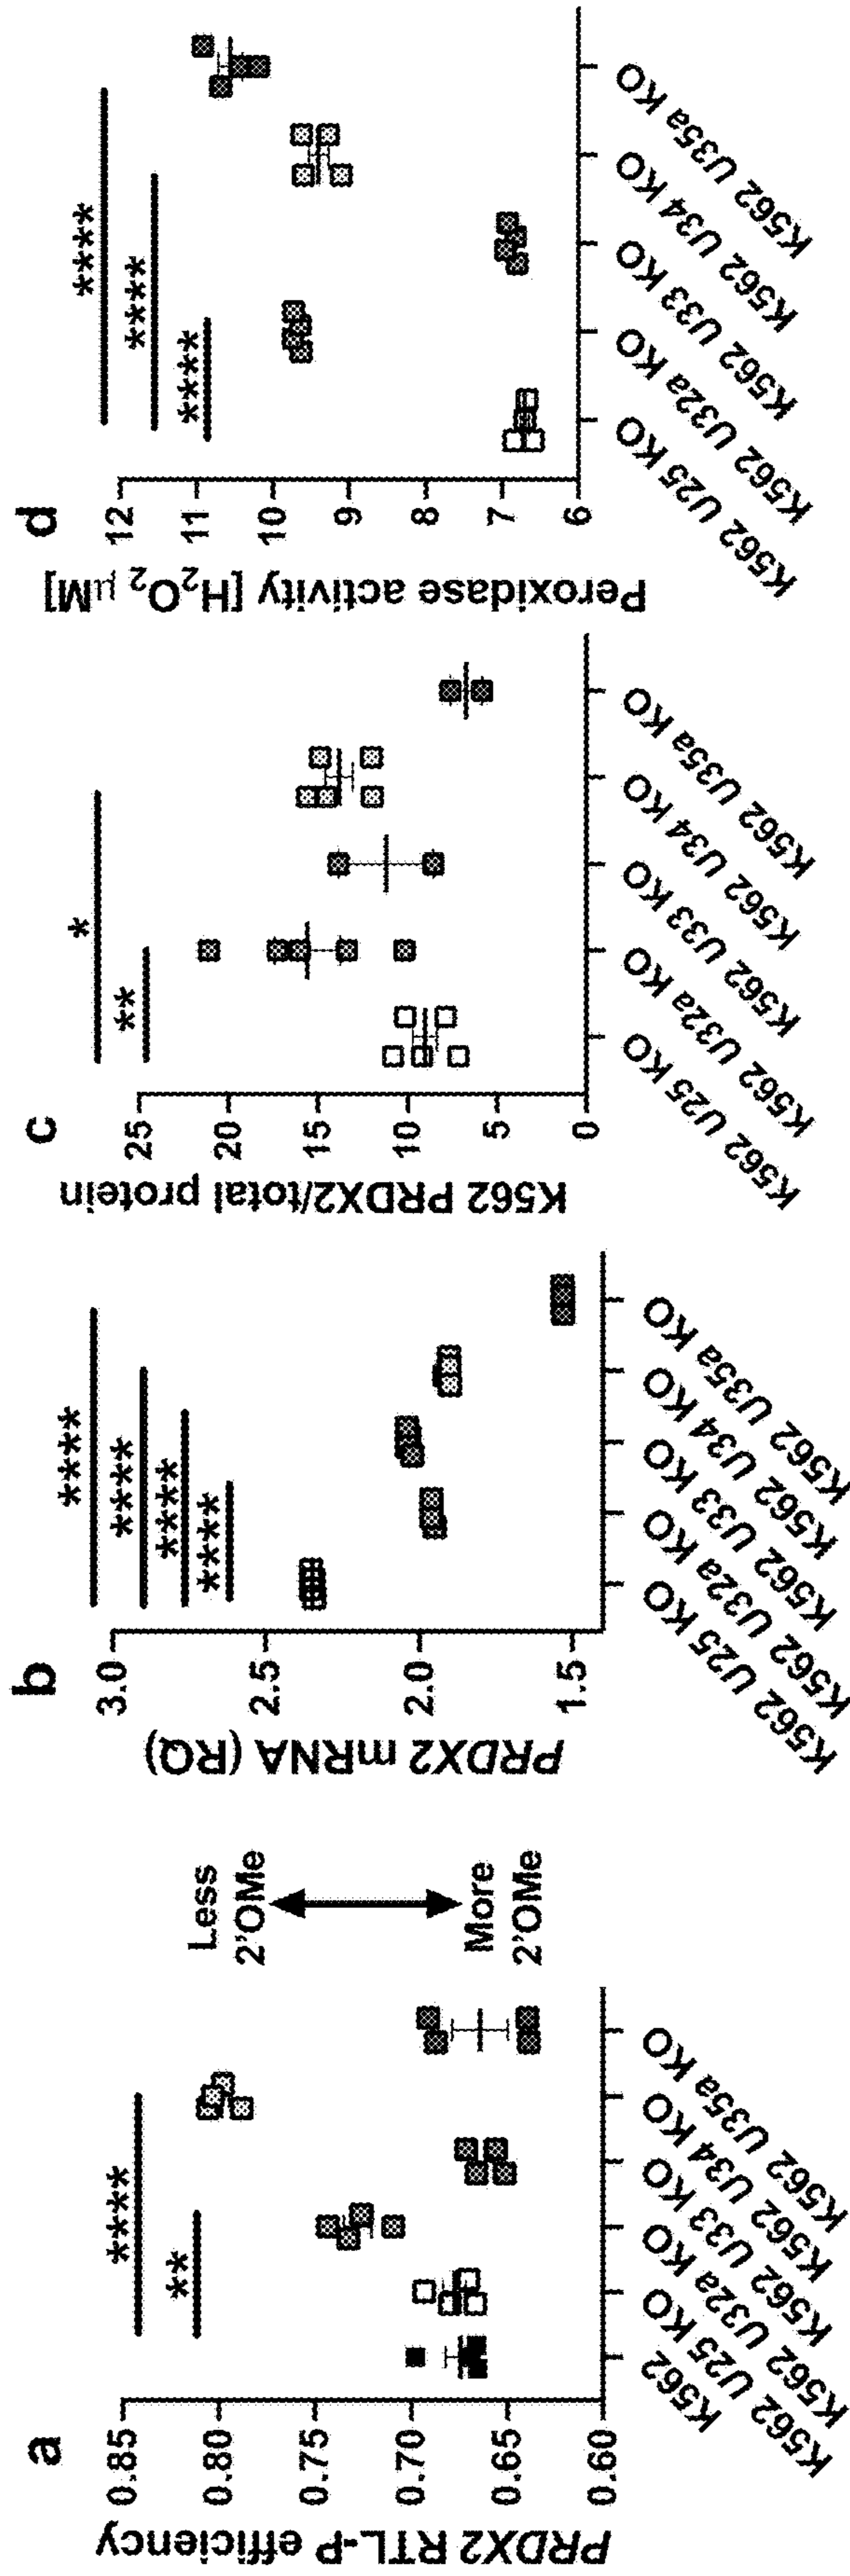 a
PRDX2 RTL-P efficiency
0.85
0.80
0.75
0.70
0.65
0.60
****
**
K562
K562 U25 KO
K562 U32a KO
K562 U33 KO
K562 U34 KO
K562 U35a KO
Less
2'OMe
More
2'OMe
b
PRDX2 mRNA (RQ)
3.0
2.5
2.0
1.5
****
****
****
****
K562 U25 KO
K562 U32a KO
K562 U33 KO
K562 U34 KO
K562 U35a KO
c
K562 PRDX2/total protein
25
20
15
10
5
0
*
**
K562 U25 KO
K562 U32a KO
K562 U33 KO
K562 U34 KO
K562 U35a KO
d
Peroxidase activity [H₂O₂ μM]
12
11
10
9
8
7
6
****
****
****
K562 U25 KO
K562 U32a KO
K562 U33 KO
K562 U34 KO
K562 U35a KO